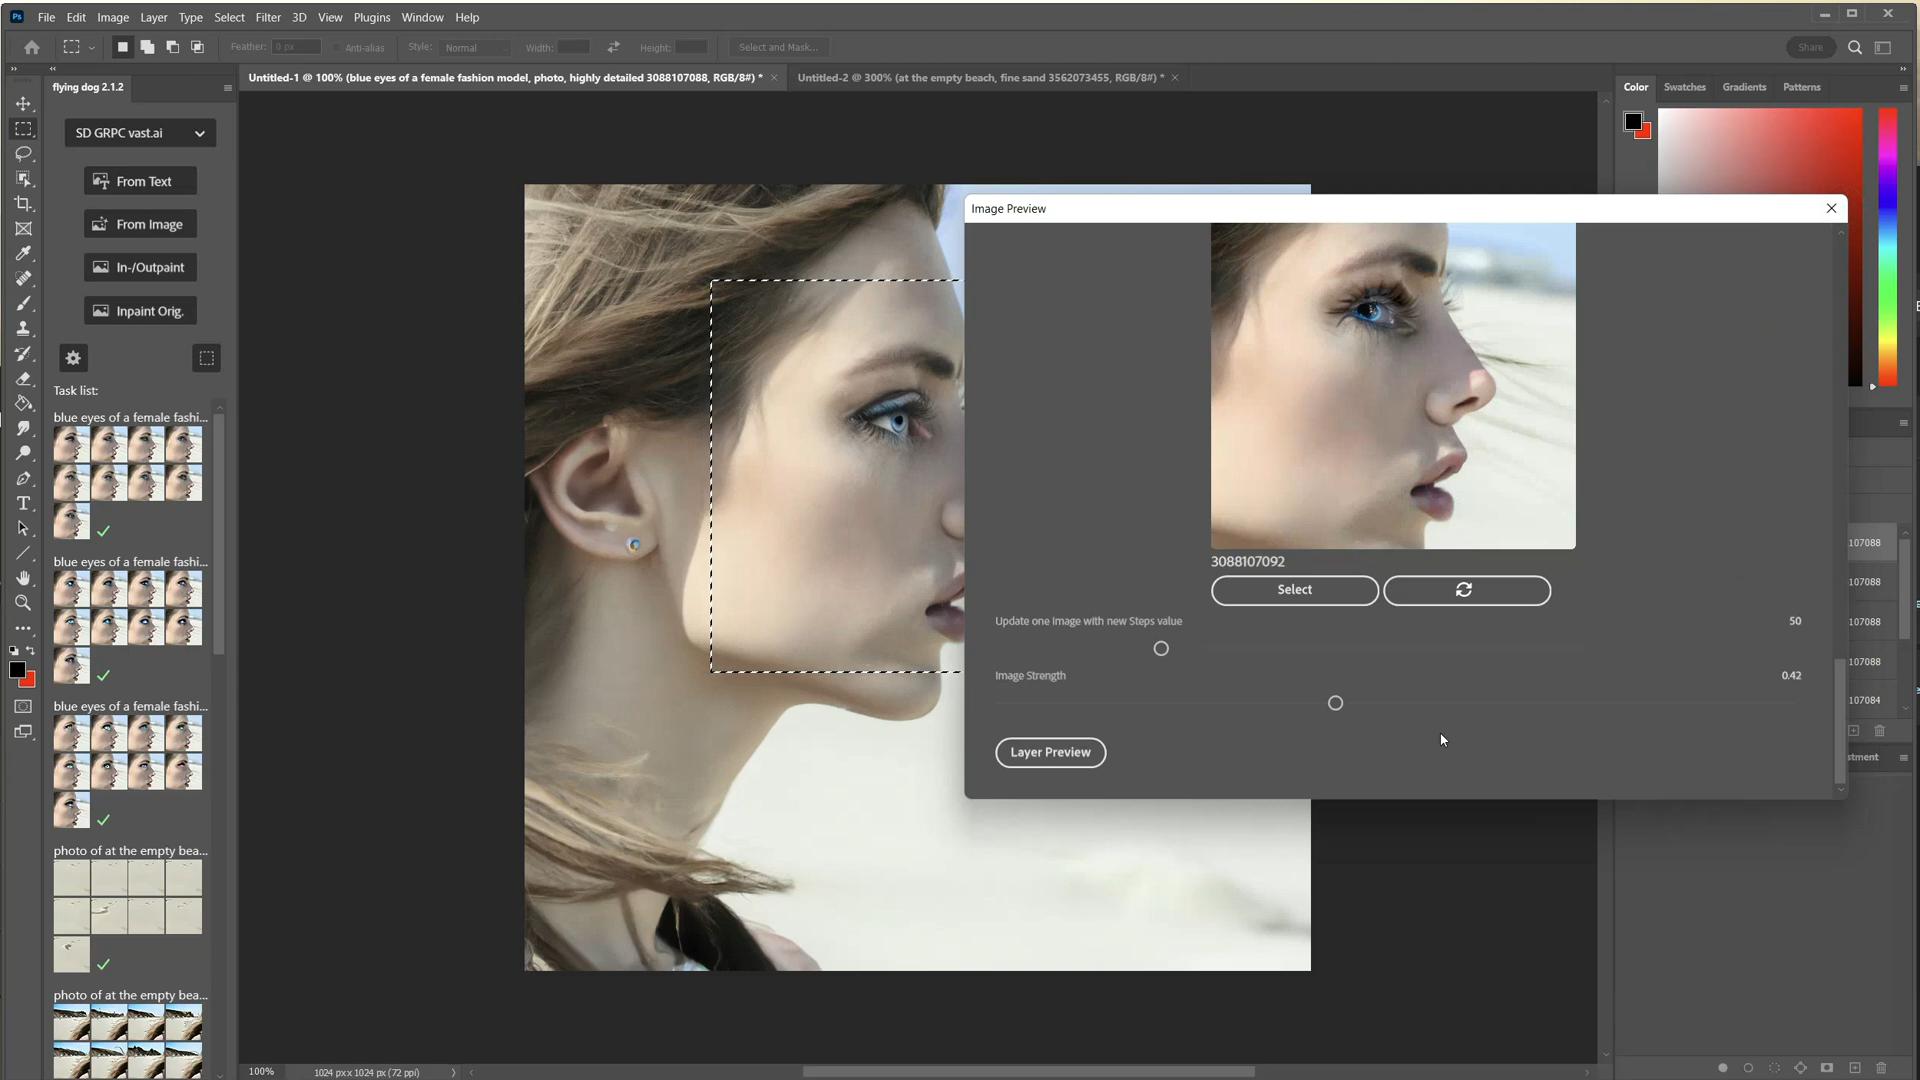 Ps File Edit Image Layer Type Select Filter 3D View Plugins Window Help
Feather: 0 px Anti-alias Style: Normal Width: Height: Select and Mask... Share
Untitled-1 @ 100% (blue eyes of a female fashion model, photo, highly detailed 3088107088, RGB/8#) * Untitled-2 @ 300% (at the empty beach, fine sand 3562073455, RGB/8#) *
flying dog 2.1.2
SD GRPC vast.ai
From Text
From Image
In-/Outpaint
Inpaint Orig.
Task list:
blue eyes of a female fashi...
blue eyes of a female fashi...
blue eyes of a female fashi...
photo of at the empty bea...
photo of at the empty bea...
Image Preview
3088107092
Select
Update one Image with new Steps value 50
Image Strength 0.42
Layer Preview
Color Swatches Gradients Patterns
107088
107088
107088
107088
107084
stment
100% 1024 px x 1024 px (72 ppi)